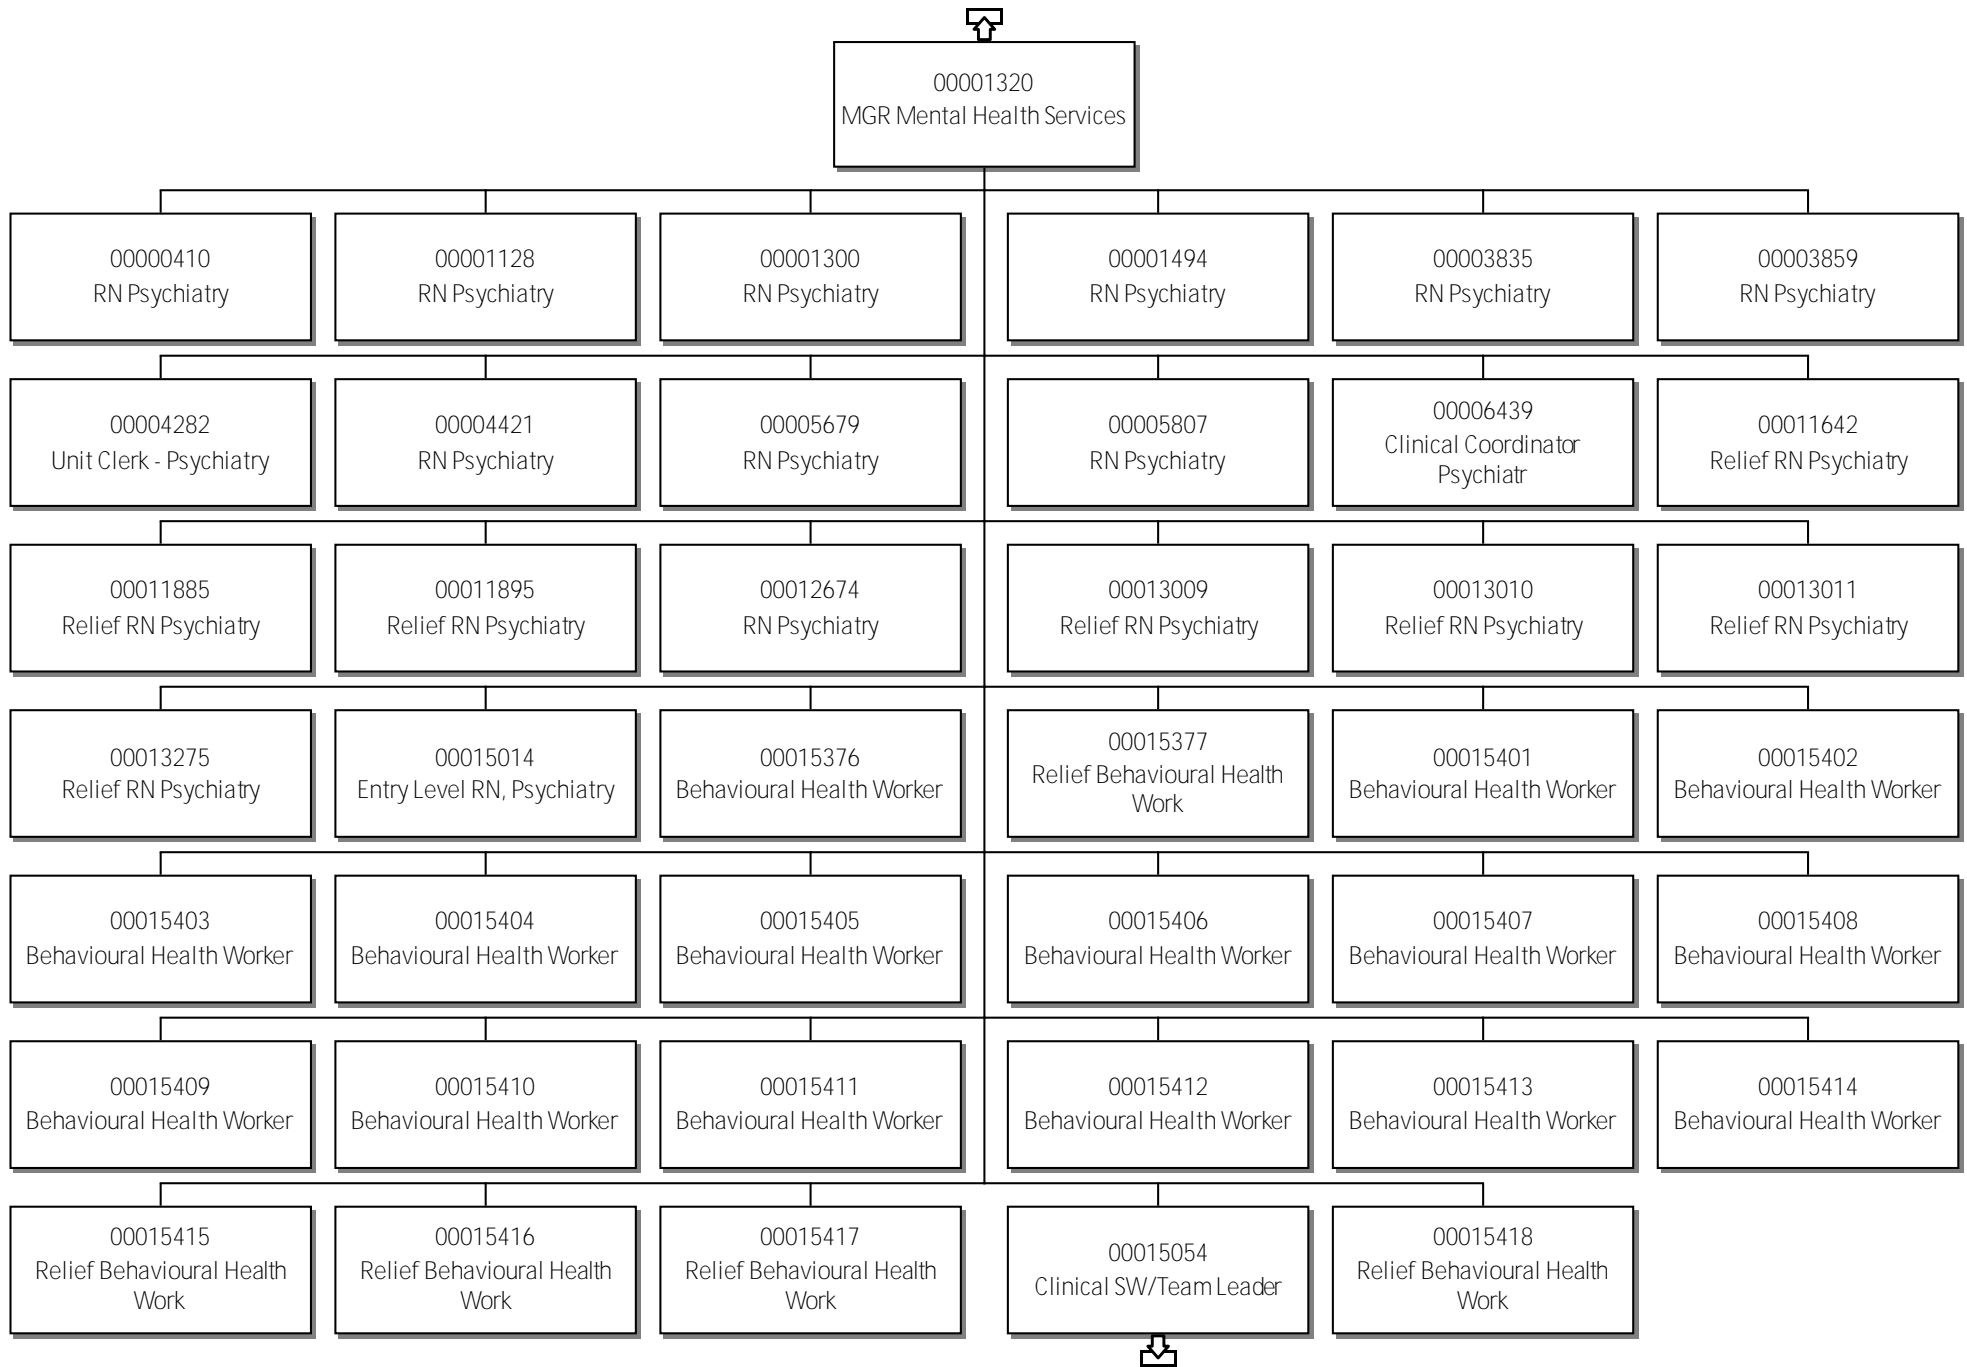 00001320
MGR Mental Health Services
00000410
RN Psychiatry
00001128
RN Psychiatry
00001300
RN Psychiatry
00001494
RN Psychiatry
00003835
RN Psychiatry
00003859
RN Psychiatry
00004282
Unit Clerk - Psychiatry
00004421
RN Psychiatry
00005679
RN Psychiatry
00005807
RN Psychiatry
00006439
Clinical Coordinator
Psychiatr
00011642
Relief RN Psychiatry
00011885
Relief RN Psychiatry
00011895
Relief RN Psychiatry
00012674
RN Psychiatry
00013009
Relief RN Psychiatry
00013010
Relief RN Psychiatry
00013011
Relief RN Psychiatry
00013275
Relief RN Psychiatry
00015014
Entry Level RN, Psychiatry
00015376
Behavioural Health Worker
00015377
Relief Behavioural Health
Work
00015401
Behavioural Health Worker
00015402
Behavioural Health Worker
00015403
Behavioural Health Worker
00015404
Behavioural Health Worker
00015405
Behavioural Health Worker
00015406
Behavioural Health Worker
00015407
Behavioural Health Worker
00015408
Behavioural Health Worker
00015409
Behavioural Health Worker
00015410
Behavioural Health Worker
00015411
Behavioural Health Worker
00015412
Behavioural Health Worker
00015413
Behavioural Health Worker
00015414
Behavioural Health Worker
00015415
Relief Behavioural Health
Work
00015416
Relief Behavioural Health
Work
00015417
Relief Behavioural Health
Work
00015054
Clinical SW/Team Leader
00015418
Relief Behavioural Health
Work